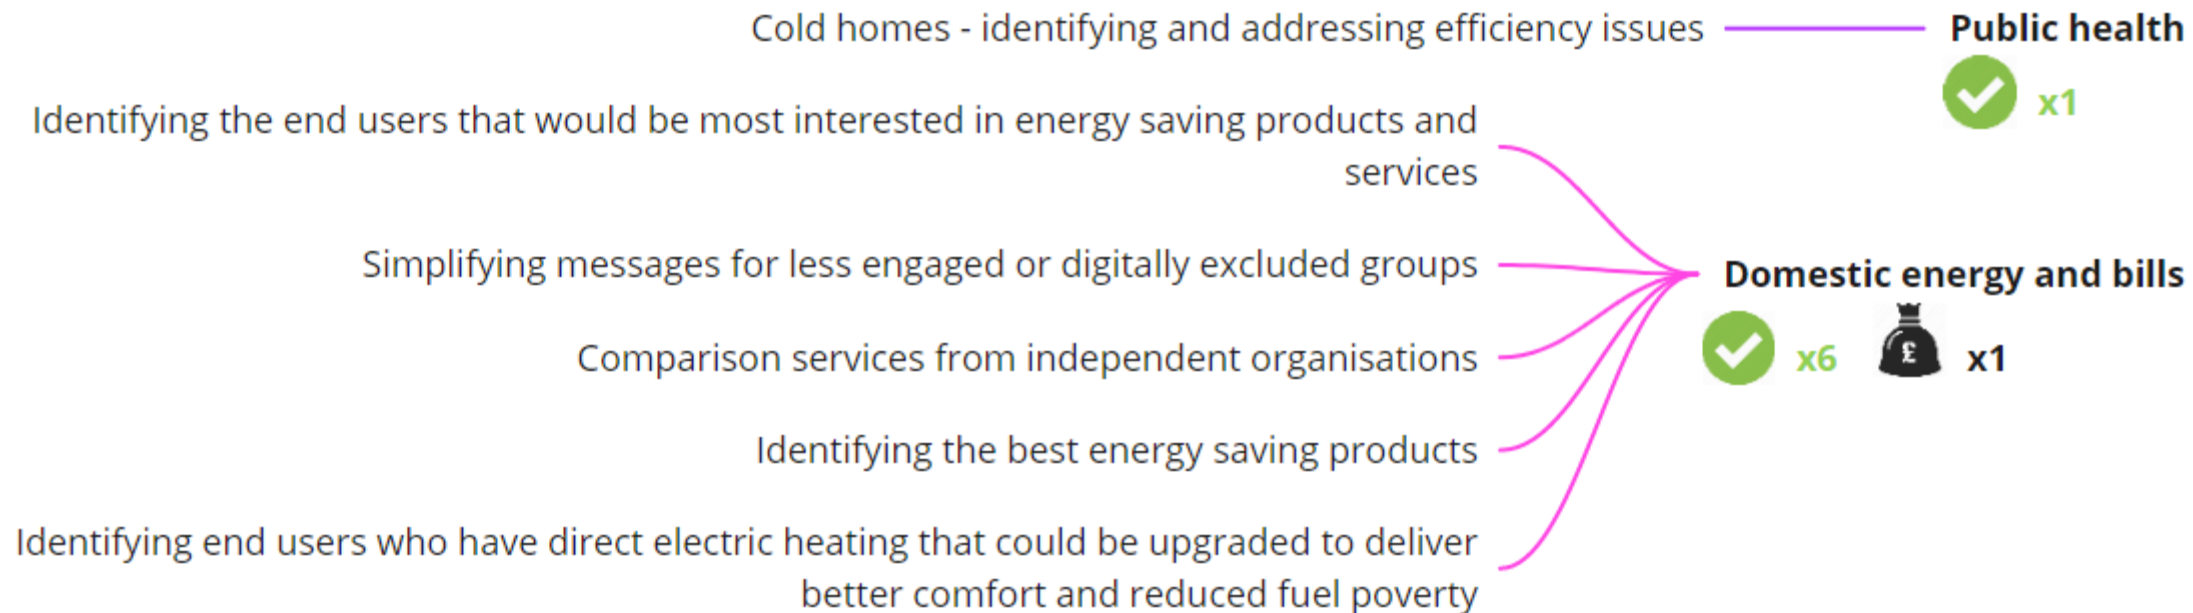 Cold homes - identifying and addressing efficiency issues
Public health
x1
Identifying the end users that would be most interested in energy saving products and
services
Simplifying messages for less engaged or digitally excluded groups
Domestic energy and bills
£
x6
x1
Comparison services from independent organisations
Identifying the best energy saving products
Identifying end users who have direct electric heating that could be upgraded to deliver
better comfort and reduced fuel poverty